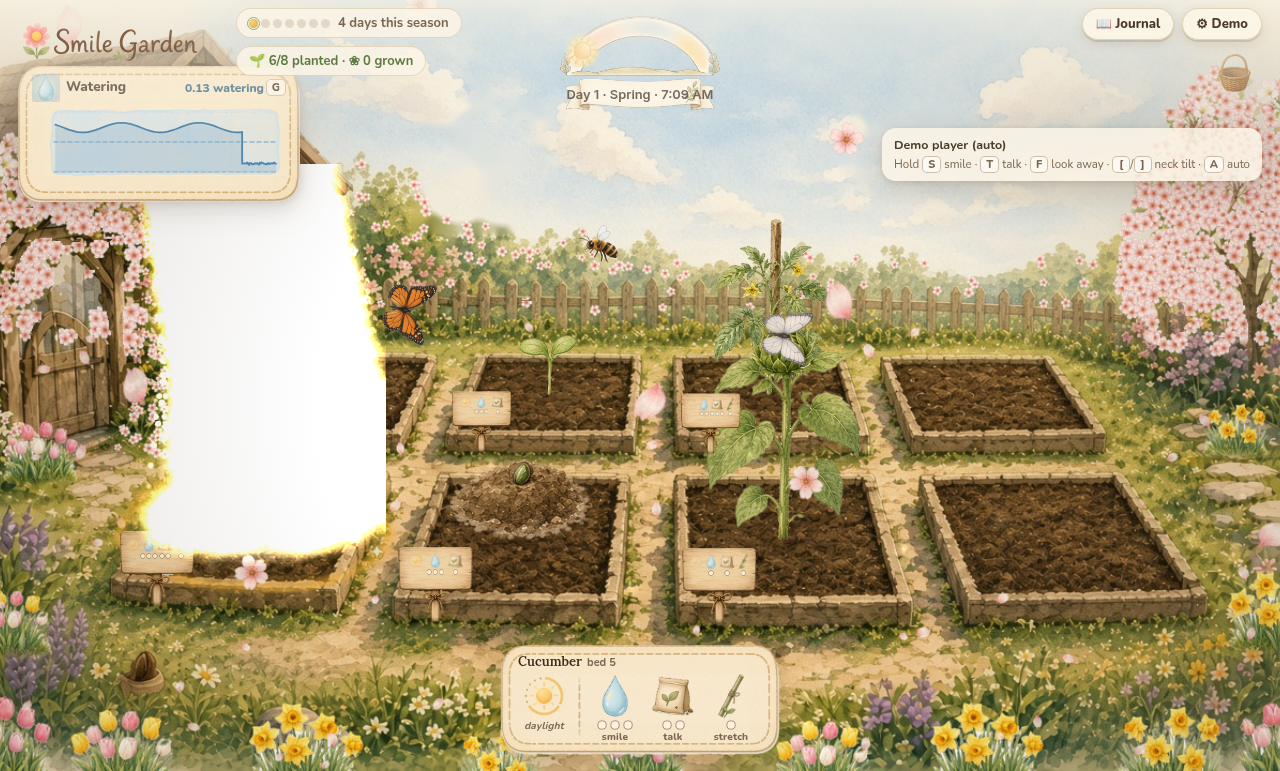 Smile Garden
4 days this season
6/8 planted · ❀ 0 grown
Watering
0.13 watering G
Day 1 · Spring · 7:09 AM
Journal
Demo
Demo player (auto)
Hold S smile · T talk · F look away · [ / ] neck tilt · A auto
Cucumber bed 5
daylight
smile
talk
stretch